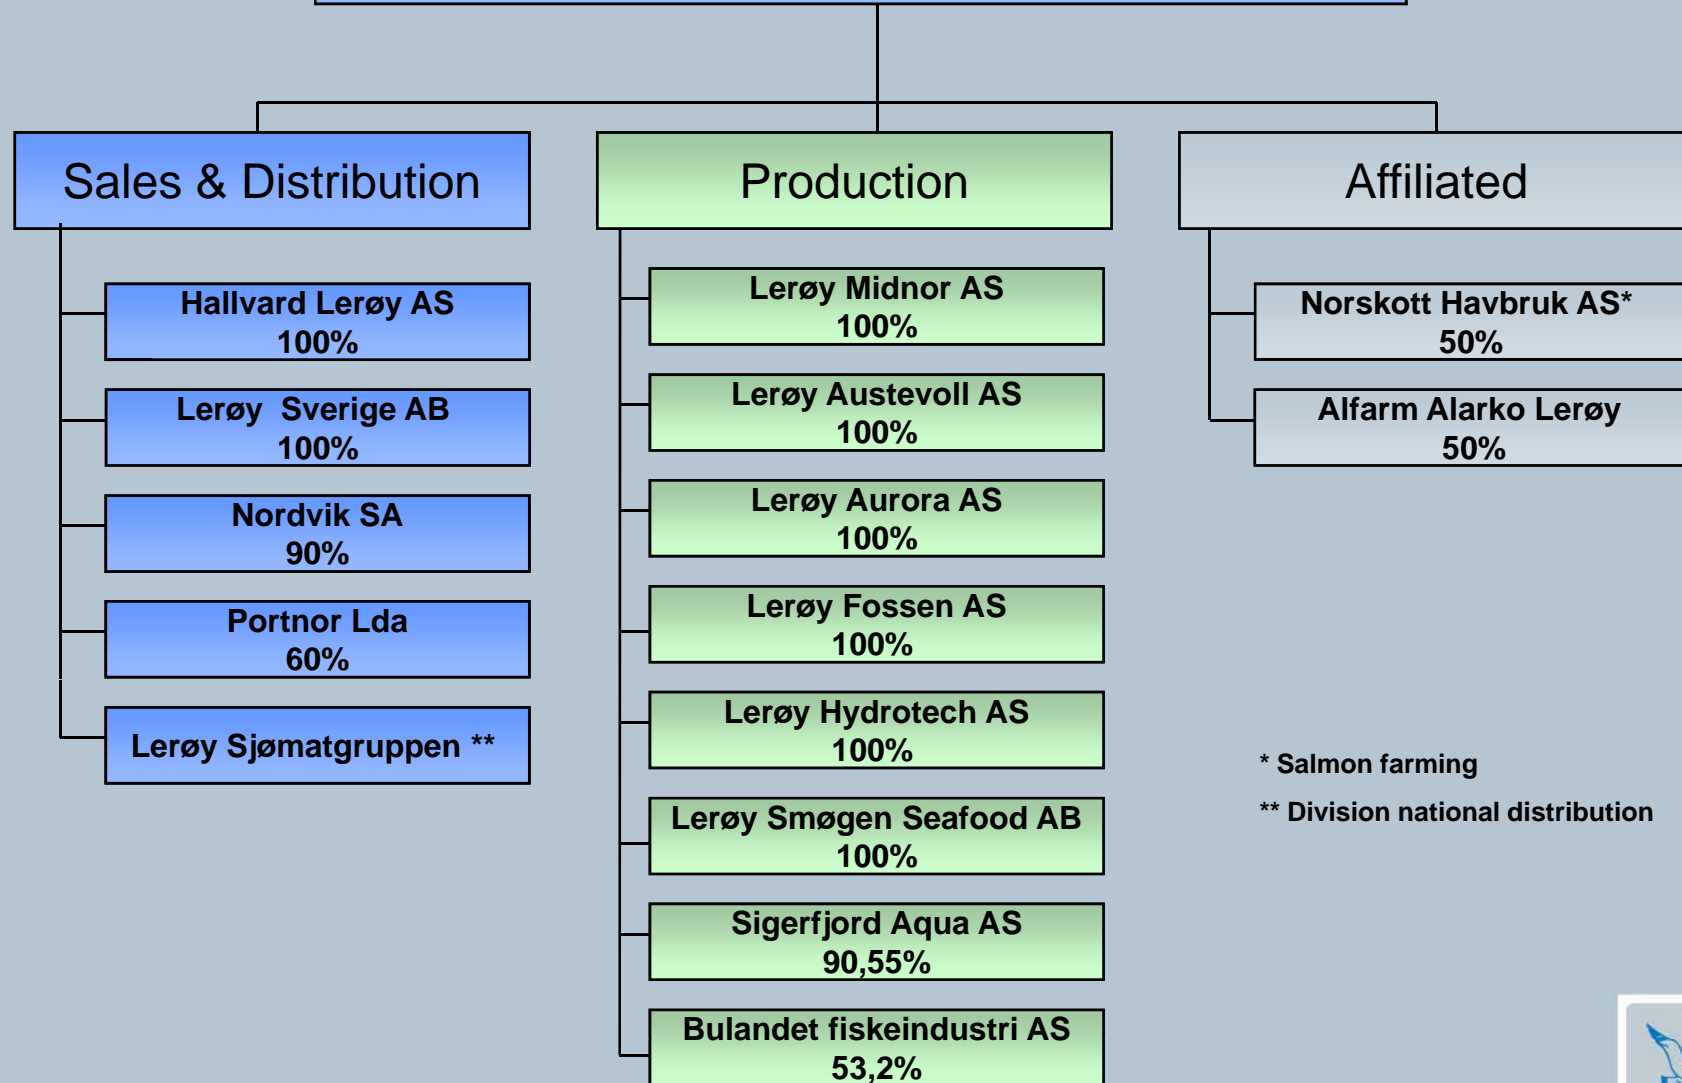 Sales & Distribution
Hallvard Lerøy AS
100%
Lerøy Sverige AB
100%
Nordvik SA
90%
Portnor Lda
60%
Lerøy Sjømatgruppen **
Production
Lerøy Midnor AS
100%
Lerøy Austevoll AS
100%
Lerøy Aurora AS
100%
Lerøy Fossen AS
100%
Lerøy Hydrotech AS
100%
Lerøy Smøgen Seafood AB
100%
Sigerfjord Aqua AS
90,55%
Bulandet fiskeindustri AS
53,2%
Affiliated
Norskott Havbruk AS*
50%
Alfarm Alarko Lerøy
50%
* Salmon farming
** Division national distribution